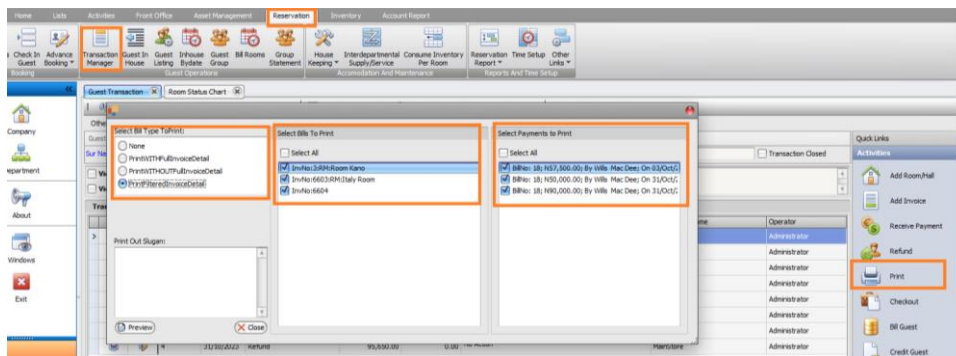 Home Lists Activities Front Office Asset Management Reservation Inventory Account Report
Check In Guest
Advance Booking
Transaction Manager
Guest In House
Guest Listing
Inhouse Bydate
Guest Group
Bill Rooms
Group Statement
House Keeping
Interdepartmental Supply/Service
Consume Inventory Per Room
Reservation Report
Time Setup
Other Links
Booking Guest Operations Accomodation And Maintenance Reports And Time Setup
Guest Transaction Room Status Chart
Company
epartment
About
Windows
Exit
Select Bill Type ToPrint:
None
PrintWITHFullInvoiceDetail
PrintWITHOUTFullInvoiceDetail
PrintFilteredInvoiceDetail
Print Out Slugan:
Preview Close
Select Bills To Print
Select All
InvNo:3:RM:Room Kano
InvNo:6603:RM:Italy Room
InvNo:6604
Select Payments to Print
Select All
BillNo: 18; N57,500.00; By Wills Mac Dee; On 03/Oct/
BillNo: 18; N50,000.00; By Wills Mac Dee; On 31/Oct/
BillNo: 18; N90,000.00; By Wills Mac Dee; On 31/Oct/
Transaction Closed
Operator
Administrator
Administrator
Administrator
Administrator
Administrator
Administrator
Administrator
Administrator
4 31/10/2022 Refund 95,650.00 0.00 No Action MainStore
Quick Links
Activities
Add Room/Hall
Add Invoice
Receive Payment
Refund
Print
Checkout
Bill Guest
Credit Guest